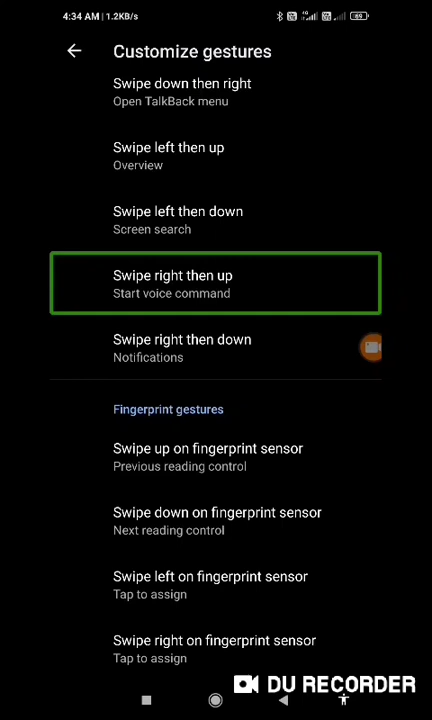 4:34 AM | 1.2KB/s
69
Customize gestures
Swipe down then right
Open TalkBack menu
Swipe left then up
Overview
Swipe left then down
Screen search
Swipe right then up
Start voice command
Swipe right then down
Notifications
Fingerprint gestures
Swipe up on fingerprint sensor
Previous reading control
Swipe down on fingerprint sensor
Next reading control
Swipe left on fingerprint sensor
Tap to assign
Swipe right on fingerprint sensor
Tap to assign
DU RECORDER